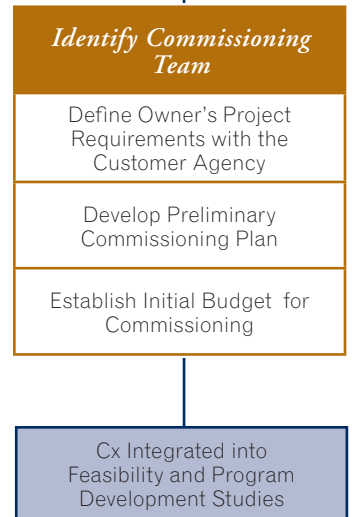 Identify Commissioning
Team
Define Owner's Project
Requirements with the
Customer Agency
Develop Preliminary
Commissioning Plan
Establish Initial Budget for
Commissioning
Cx Integrated into
Feasibility and Program
Development Studies